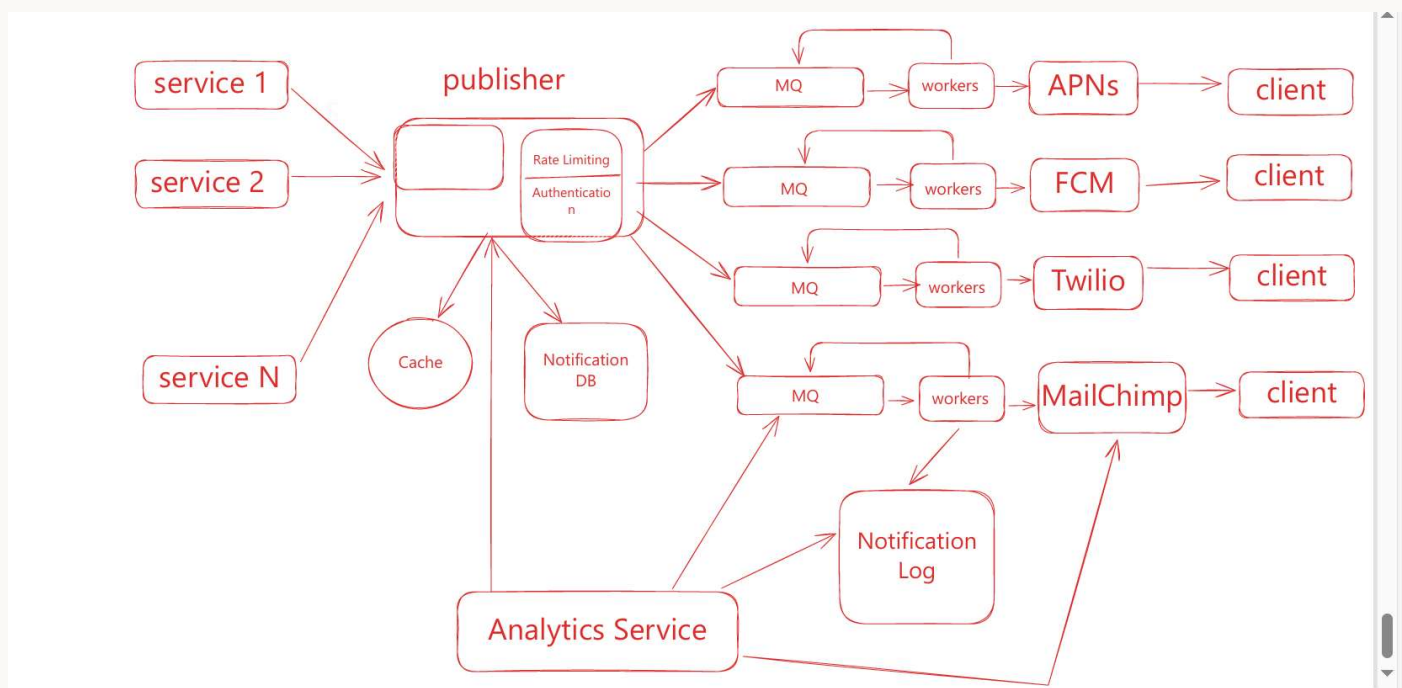 service 1
publisher
MQ
workers
APNs
client
service 2
Rate Limiting
Authenticatio
n
MQ
workers
FCM
client
MQ
workers
Twilio
client
service N
Cache
Notification
DB
MQ
workers
MailChimp
client
Notification
Log
Analytics Service